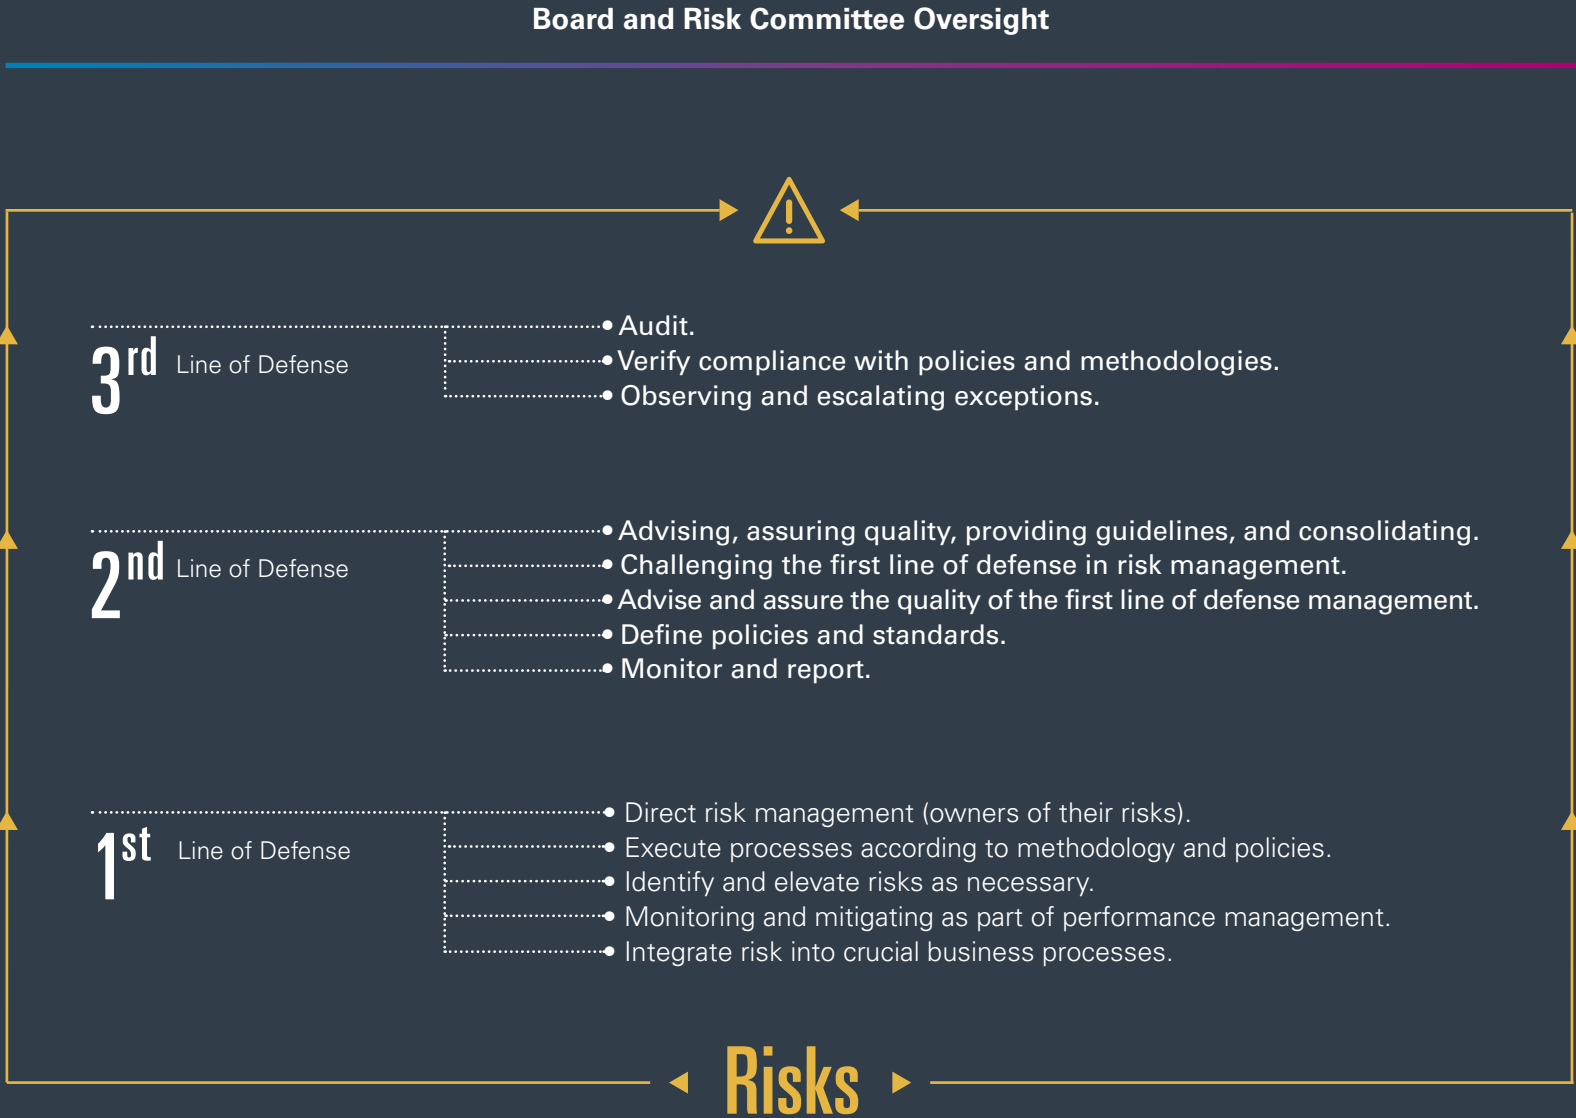 Board and Risk Committee Oversight
3rd Line of Defense
Audit.
Verify compliance with policies and methodologies.
Observing and escalating exceptions.
2nd Line of Defense
Advising, assuring quality, providing guidelines, and consolidating.
Challenging the first line of defense in risk management.
Advise and assure the quality of the first line of defense management.
Define policies and standards.
Monitor and report.
1st Line of Defense
Direct risk management (owners of their risks).
Execute processes according to methodology and policies.
Identify and elevate risks as necessary.
Monitoring and mitigating as part of performance management.
Integrate risk into crucial business processes.
Risks